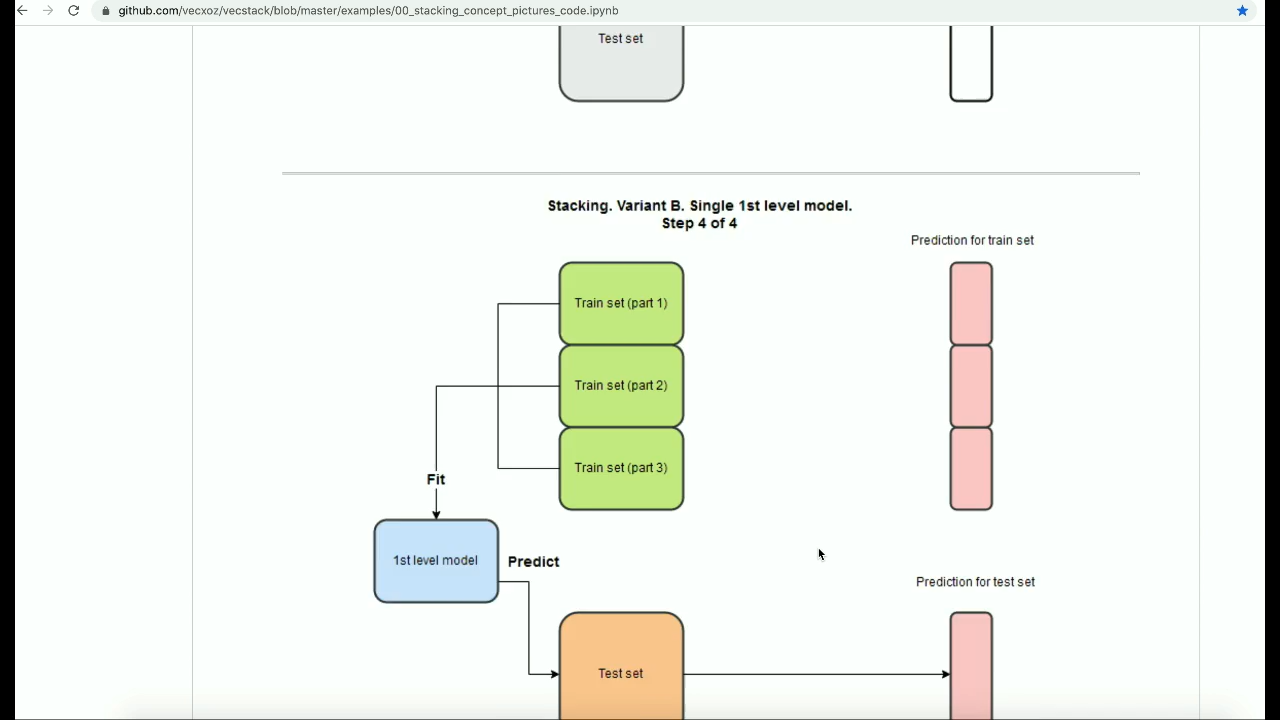 github.com/vecxoz/vecstack/blob/master/examples/00_stacking_concept_pictures_code.ipynb
Test set
Stacking. Variant B. Single 1st level model.
Step 4 of 4
Prediction for train set
Train set (part 1)
Train set (part 2)
Train set (part 3)
Fit
1st level model
Predict
Prediction for test set
Test set